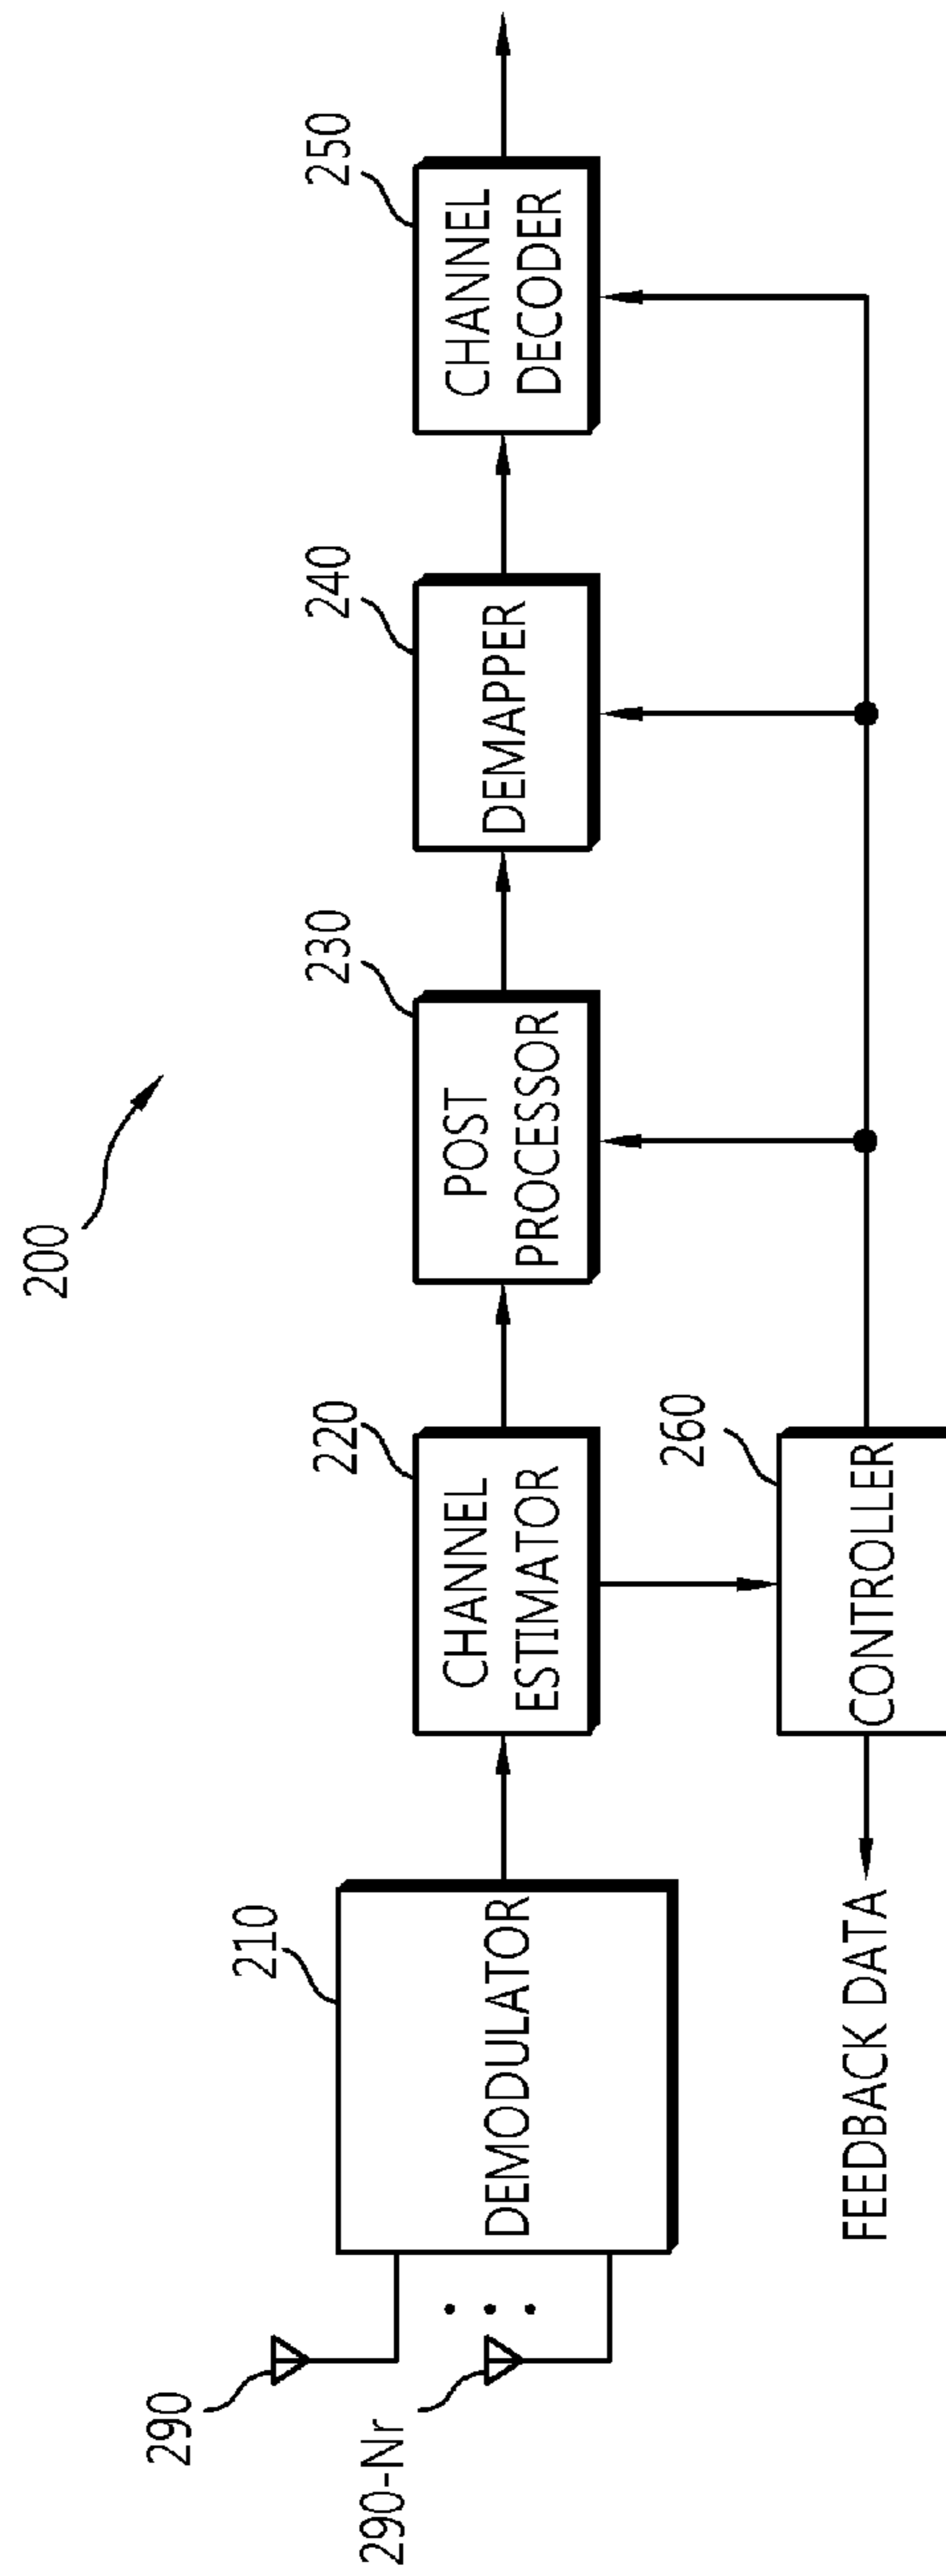 200
290
290-Nr
210
DEMODULATOR
220
CHANNEL
ESTIMATOR
230
POST
PROCESSOR
240
DEMAPPER
250
CHANNEL
DECODER
260
CONTROLLER
FEEDBACK DATA